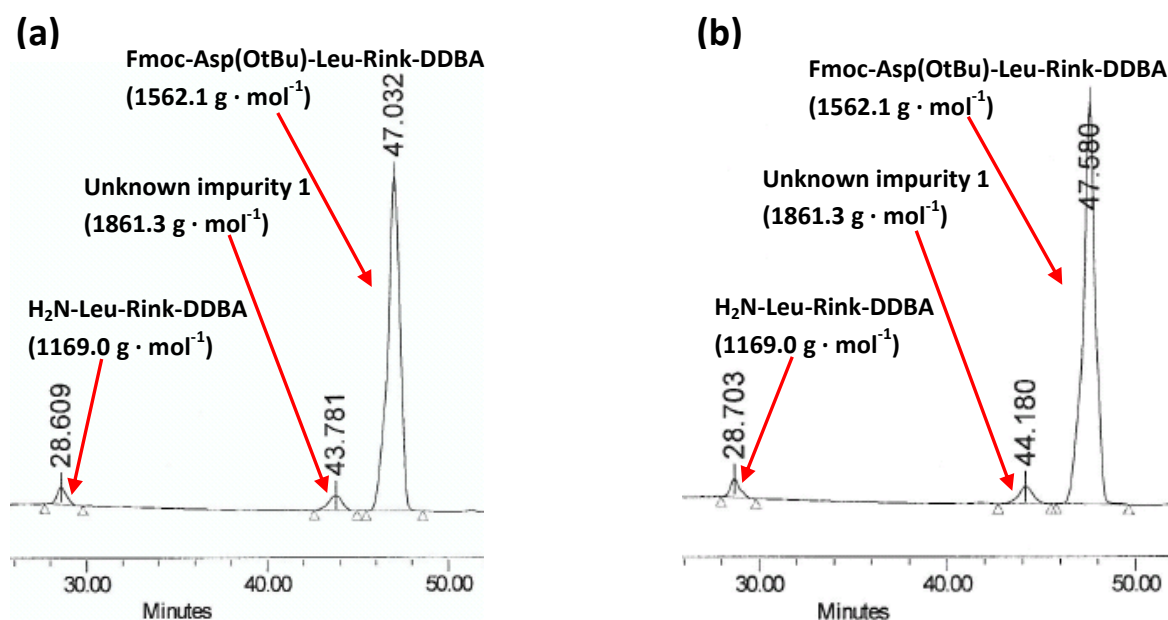 (a)
Fmoc-Asp(OtBu)-Leu-Rink-DDBA
(1562.1 g · mol⁻¹)
47.032
Unknown impurity 1
(1861.3 g · mol⁻¹)
H₂N-Leu-Rink-DDBA
(1169.0 g · mol⁻¹)
28.609
43.781
30.00
40.00
50.00
Minutes
(b)
Fmoc-Asp(OtBu)-Leu-Rink-DDBA
(1562.1 g · mol⁻¹)
47.580
Unknown impurity 1
(1861.3 g · mol⁻¹)
H₂N-Leu-Rink-DDBA
(1169.0 g · mol⁻¹)
28.703
44.180
30.00
40.00
50.00
Minutes